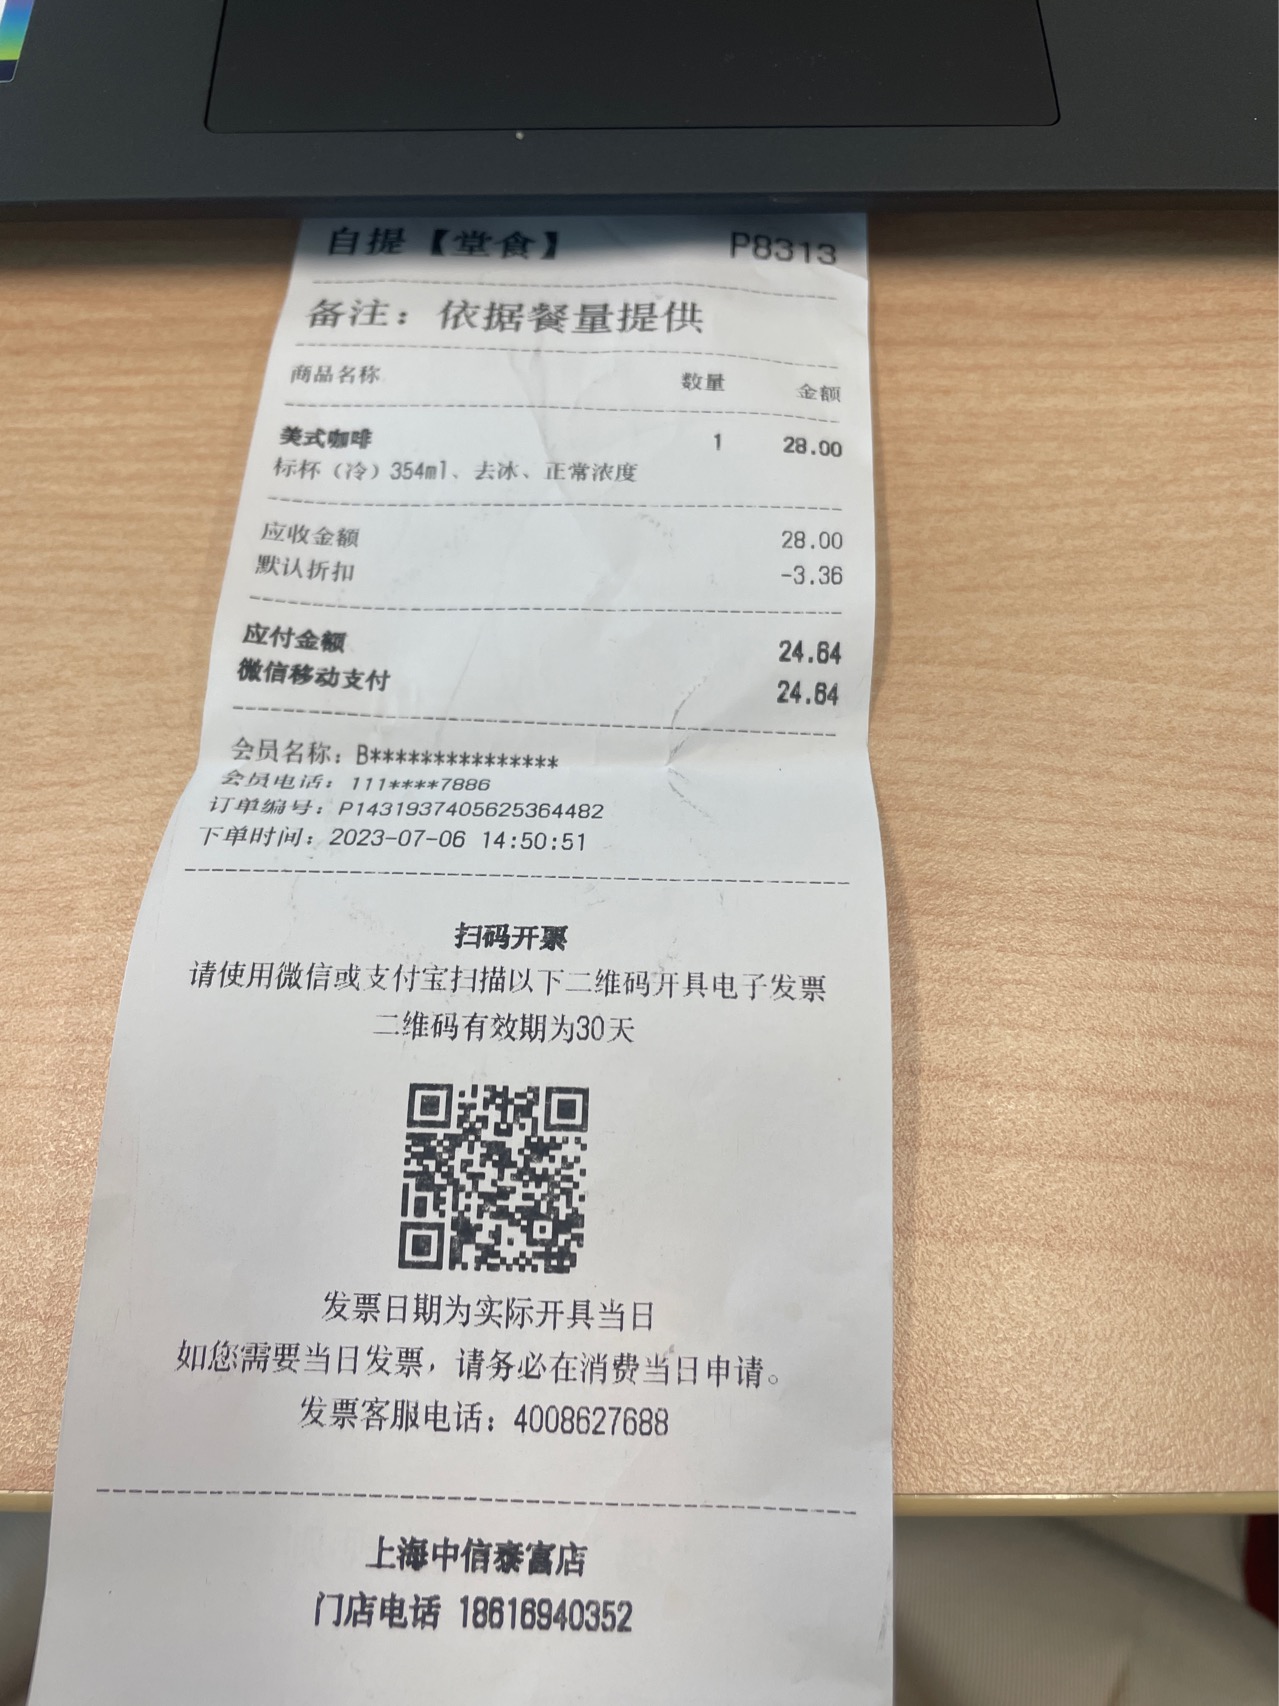 自提【堂食】 P8313
备注：依据餐量提供
商品名称 数量 金额
美式咖啡 1 28.00
标杯（冷）354ml、去冰、正常浓度
应收金额 28.00
默认折扣 -3.36
应付金额 24.64
微信移动支付 24.64
会员名称：B***************
会员电话：111****7886
订单编号：P1431937405625364482
下单时间：2023-07-06 14:50:51
扫码开票
请使用微信或支付宝扫描以下二维码开具电子发票
二维码有效期为30天
发票日期为实际开具当日
如您需要当日发票，请务必在消费当日申请。
发票客服电话：4008627688
上海中信泰富店
门店电话 18616940352